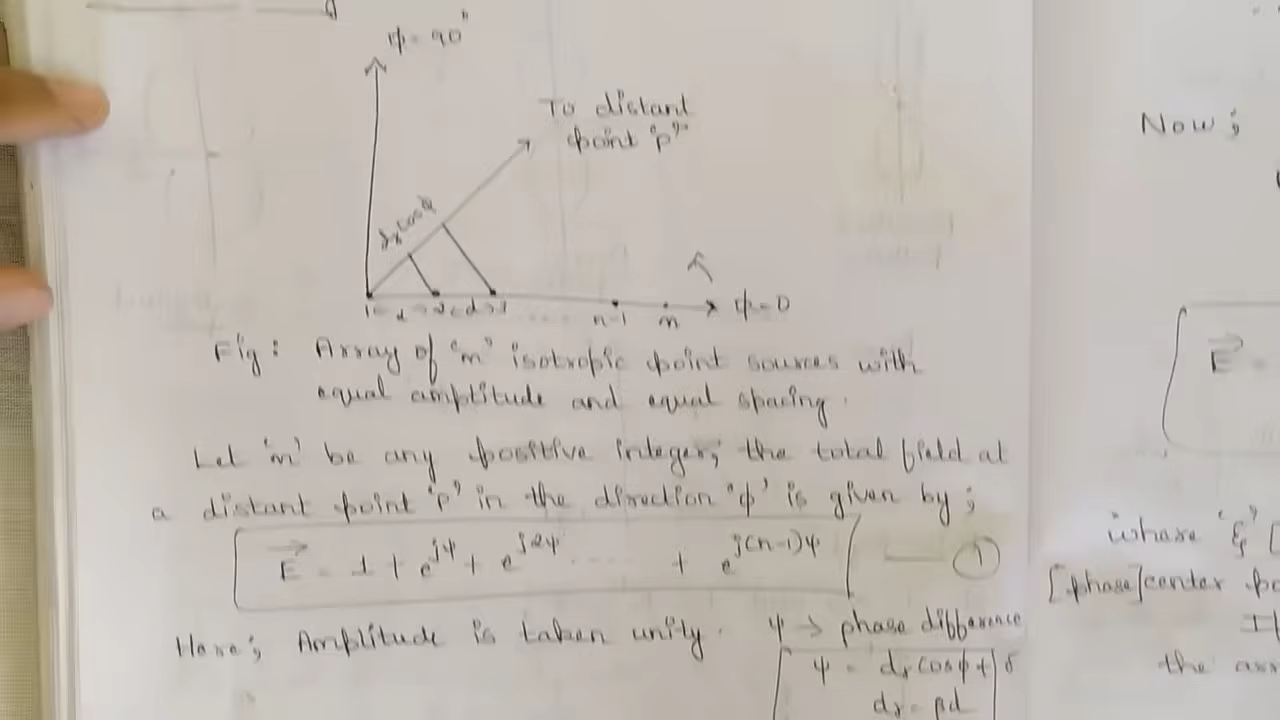 φ = 90°
To distant
point "P"
dr cos φ
1 d 2 d 3 ..... n-1 n φ=0
Fig: Array of 'n' isotropic point sources with
equal amplitude and equal spacing.
Let 'n' be any positive integer; the total field at
a distant point 'P' in the direction 'φ' is given by;
E = 1 + e^jψ + e^j2ψ ..... + e^j(n-1)ψ — ①
Here; Amplitude is taken unity. ψ → phase difference
ψ = dr cos φ + δ
dr = βd
Now;
E =
where 'ξ' [
[phase] center
If
the